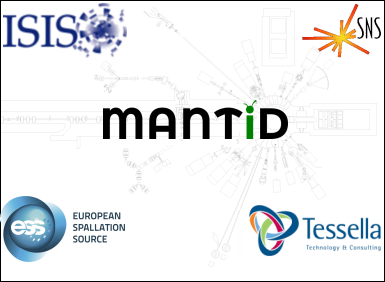 ISIS
SNS
MANTiD
ess
EUROPEAN
SPALLATION
SOURCE
Tessella
Technology & Consulting